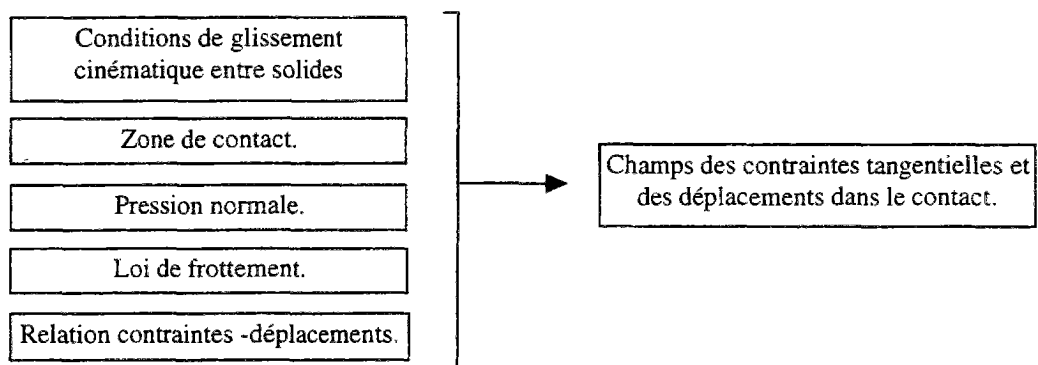 Conditions de glissement
cinématique entre solides
Zone de contact.
Pression normale.
Loi de frottement.
Relation contraintes -déplacements.
Champs des contraintes tangentielles et
des déplacements dans le contact.